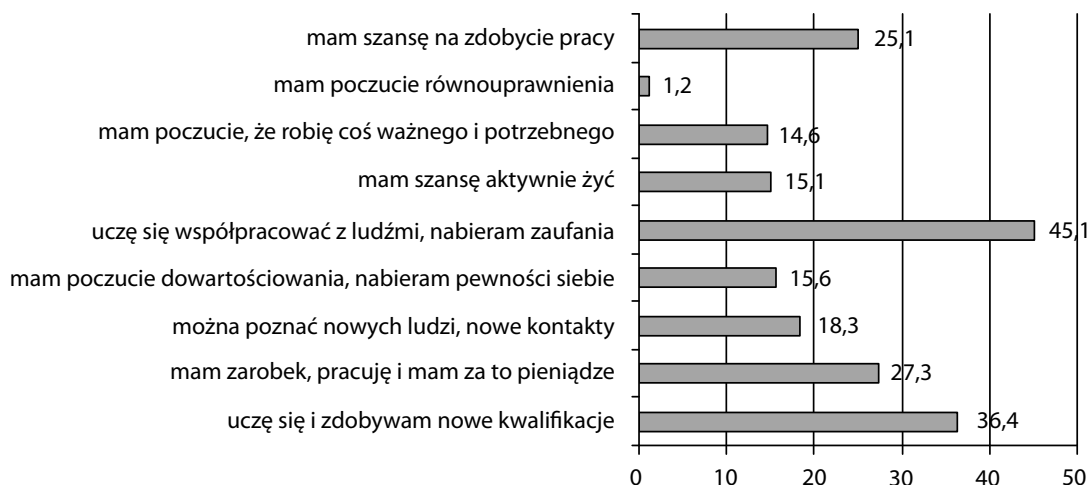 mam szansę na zdobycie pracy 25,1
mam poczucie równouprawnienia 1,2
mam poczucie, że robię coś ważnego i potrzebnego 14,6
mam szansę aktywnie żyć 15,1
uczę się współpracować z ludźmi, nabieram zaufania 45,1
mam poczucie dowartościowania, nabieram pewności siebie 15,6
można poznać nowych ludzi, nowe kontakty 18,3
mam zarobek, pracuję i mam za to pieniądze 27,3
uczę się i zdobywam nowe kwalifikacje 36,4
0 10 20 30 40 50